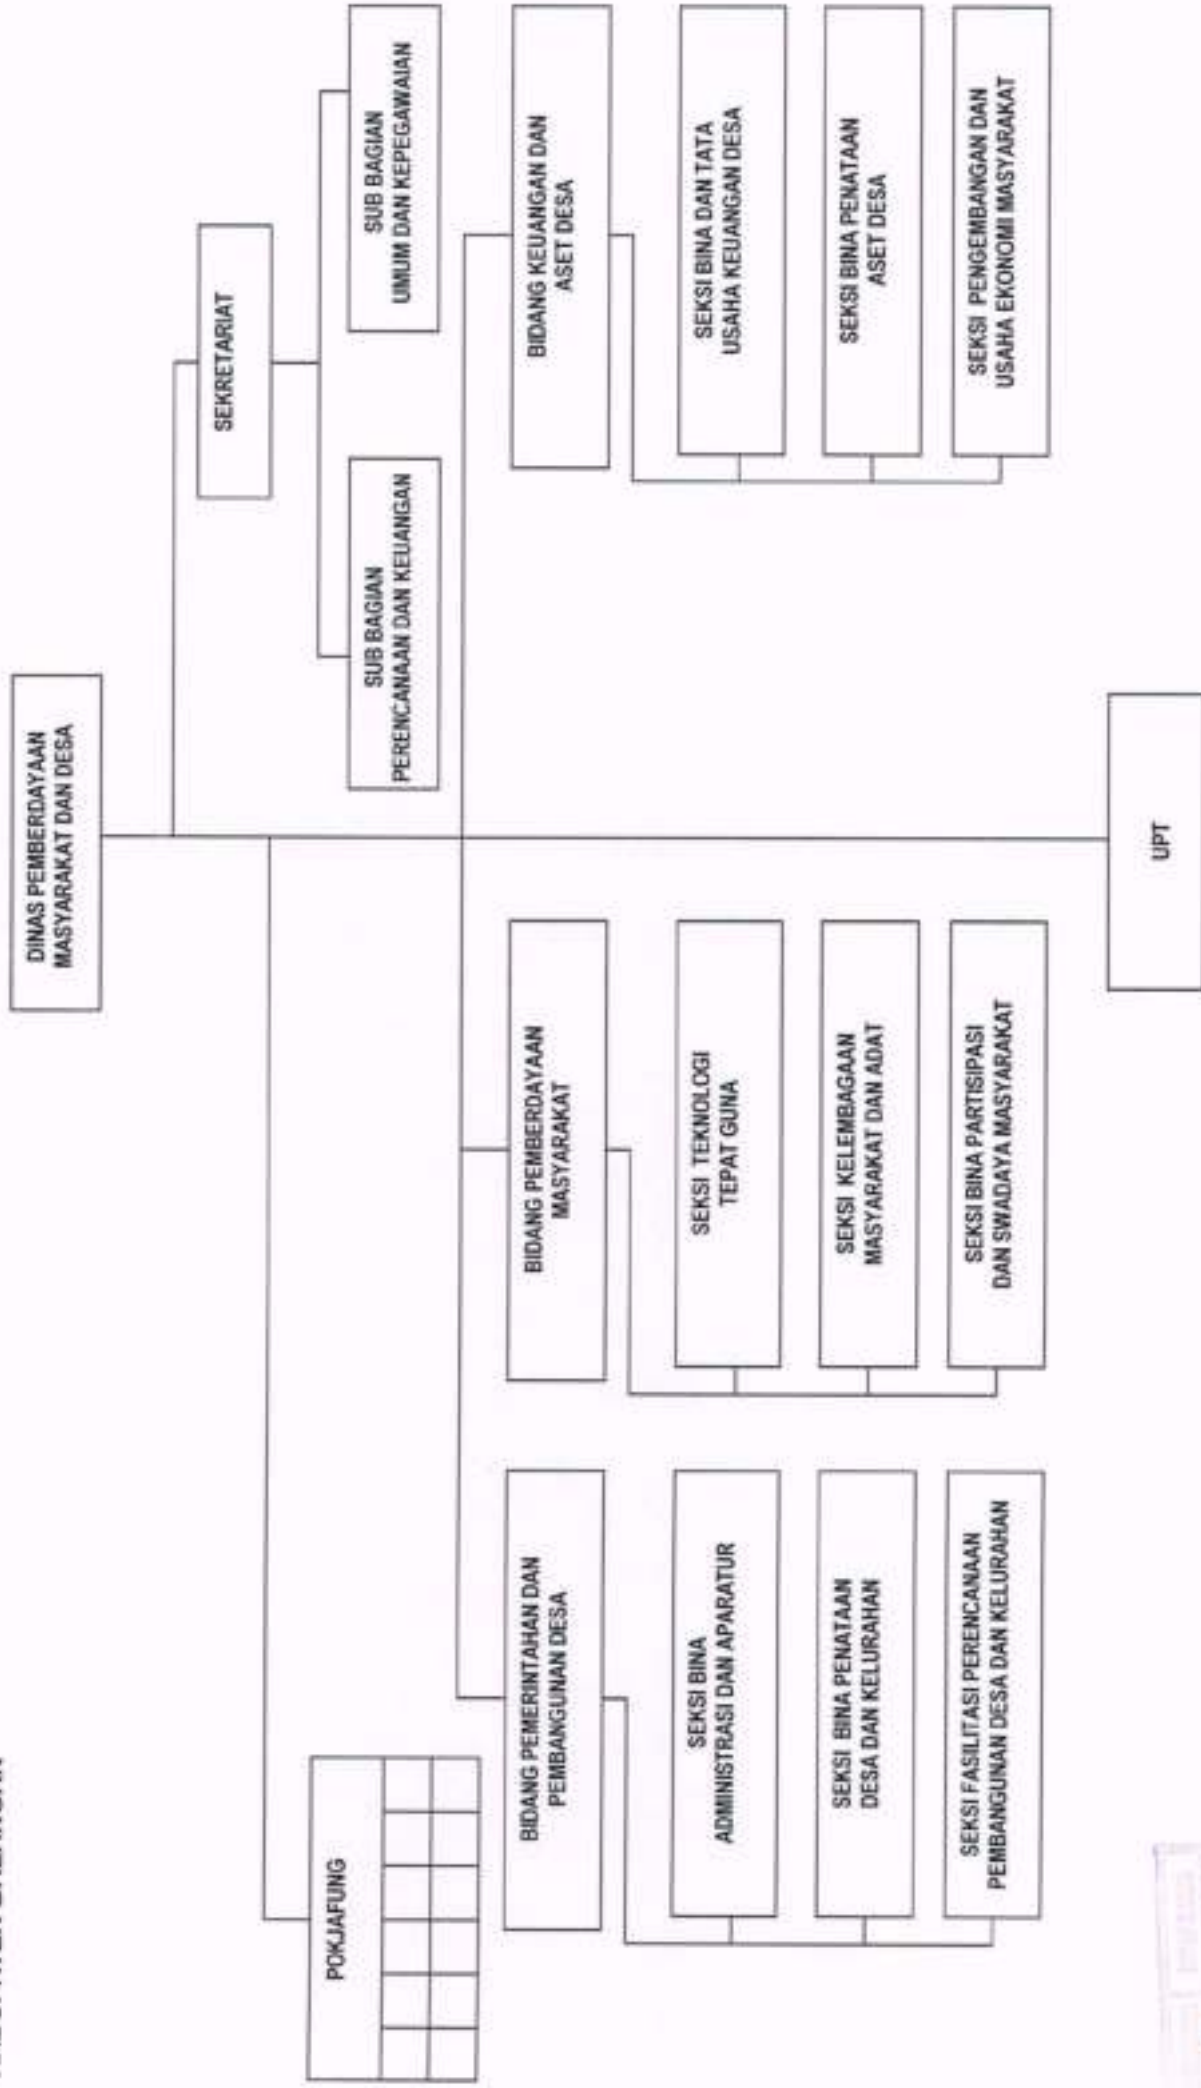 DINAS PEMBERDAYAAN
MASYARAKAT DAN DESA
SEKRETARIAT
POKJAFUNG
SUB BAGIAN
PERENCANAAN DAN KEUANGAN
SUB BAGIAN
UMUM DAN KEPEGAWAIAN
BIDANG PEMERINTAHAN DAN
PEMBANGUNAN DESA
BIDANG PEMBERDAYAAN
MASYARAKAT
BIDANG KEUANGAN DAN
ASET DESA
SEKSI BINA
ADMINISTRASI DAN APARATUR
SEKSI TEKNOLOGI
TEPAT GUNA
SEKSI BINA DAN TATA
USAHA KEUANGAN DESA
SEKSI BINA PENATAAN
DESA DAN KELURAHAN
SEKSI KELEMBAGAAN
MASYARAKAT DAN ADAT
SEKSI BINA PENATAAN
ASET DESA
SEKSI FASILITASI PERENCANAAN
PEMBANGUNAN DESA DAN KELURAHAN
SEKSI BINA PARTISIPASI
DAN SWADAYA MASYARAKAT
SEKSI PENGEMBANGAN DAN
USAHA EKONOMI MASYARAKAT
UPT